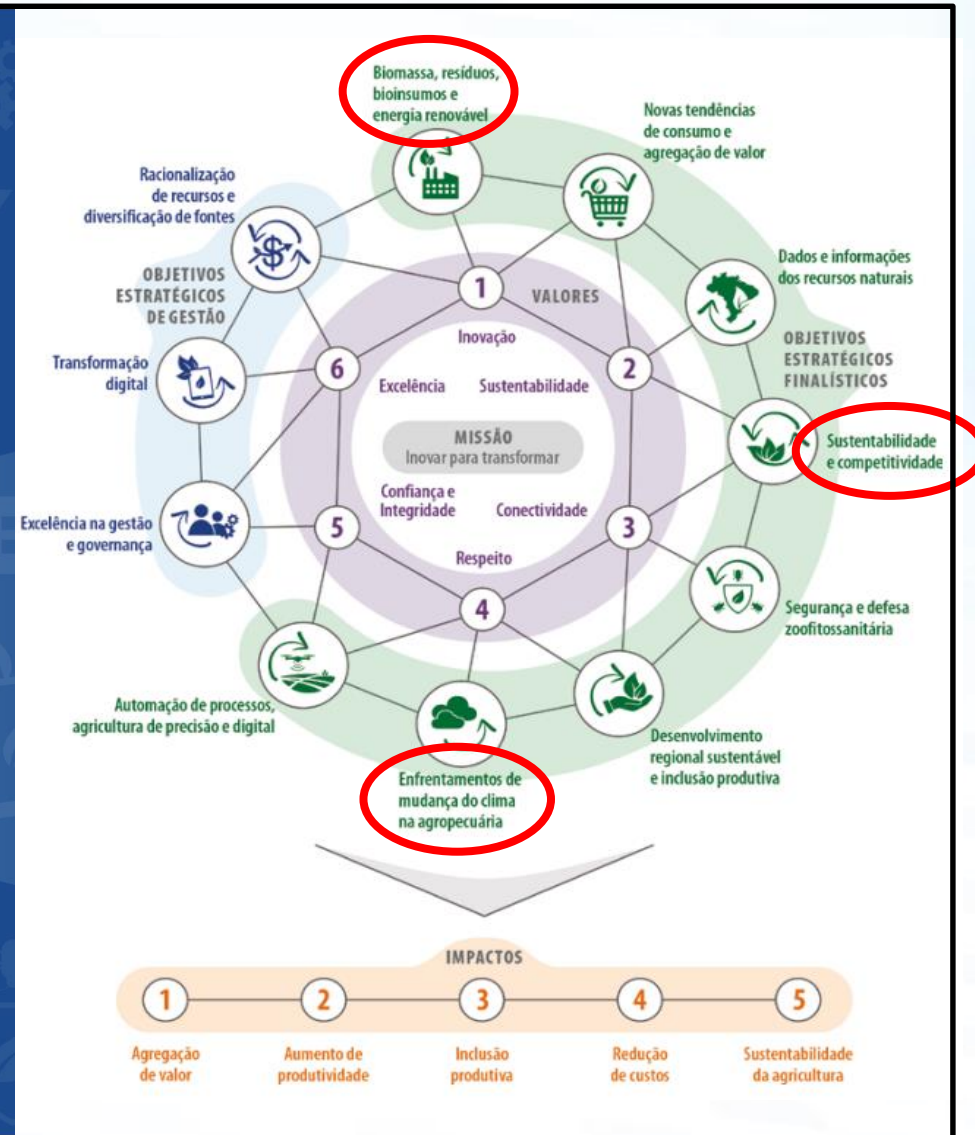 Biomassa, resíduos,
bioinsumos e
energia renovável
Novas tendências
de consumo e
agregação de valor
Racionalização
de recursos e
diversificação de fontes
Dados e informações
dos recursos naturais
OBJETIVOS
ESTRATÉGICOS
DE GESTÃO
1
VALORES
Inovação
OBJETIVOS
ESTRATÉGICOS
FINALÍSTICOS
Transformação
digital
6
2
Excelência
Sustentabilidade
MISSÃO
Inovar para transformar
Sustentabilidade
e competitividade
Confiança e
Integridade
Conectividade
Excelência na gestão
e governança
5
3
Respeito
4
Segurança e defesa
zoofitossanitária
Automação de processos,
agricultura de precisão e digital
Desenvolvimento
regional sustentável
e inclusão produtiva
Enfrentamentos de
mudança do clima
na agropecuária
IMPACTOS
1
2
3
4
5
Agregação
de valor
Aumento de
produtividade
Inclusão
produtiva
Redução
de custos
Sustentabilidade
da agricultura